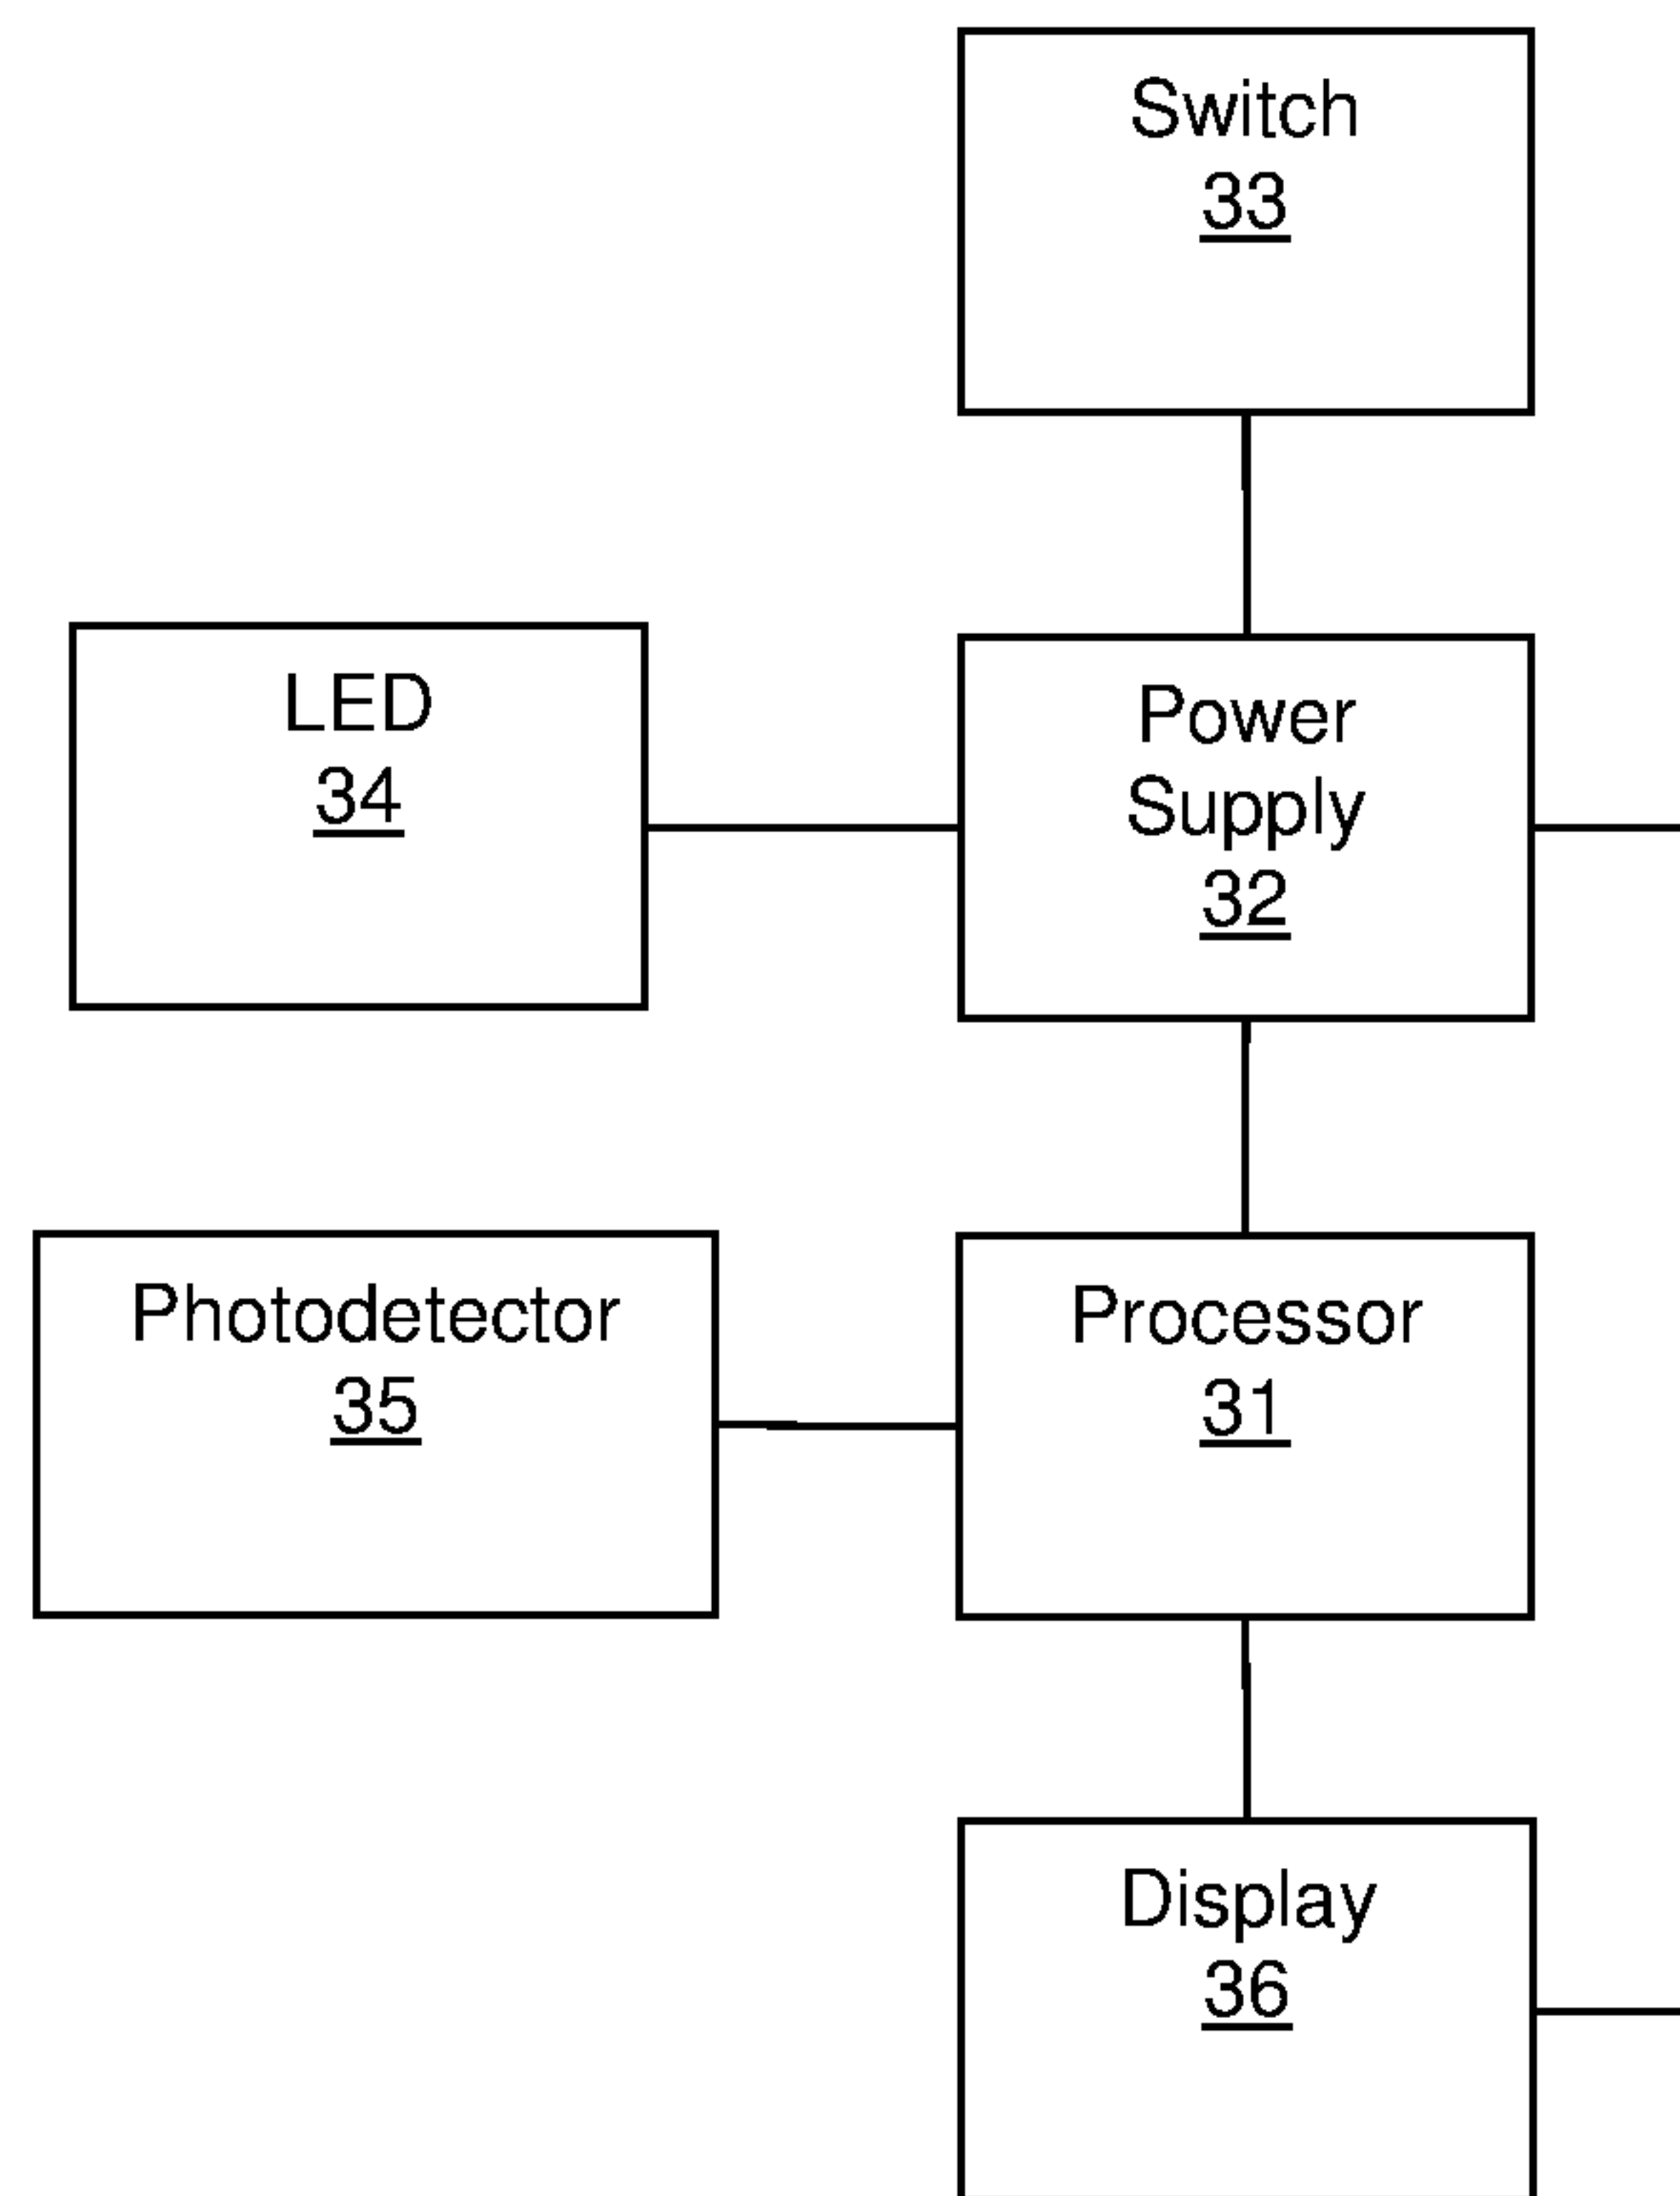 Switch
33
LED
34
Power
Supply
32
Photodetector
35
Processor
31
Display
36